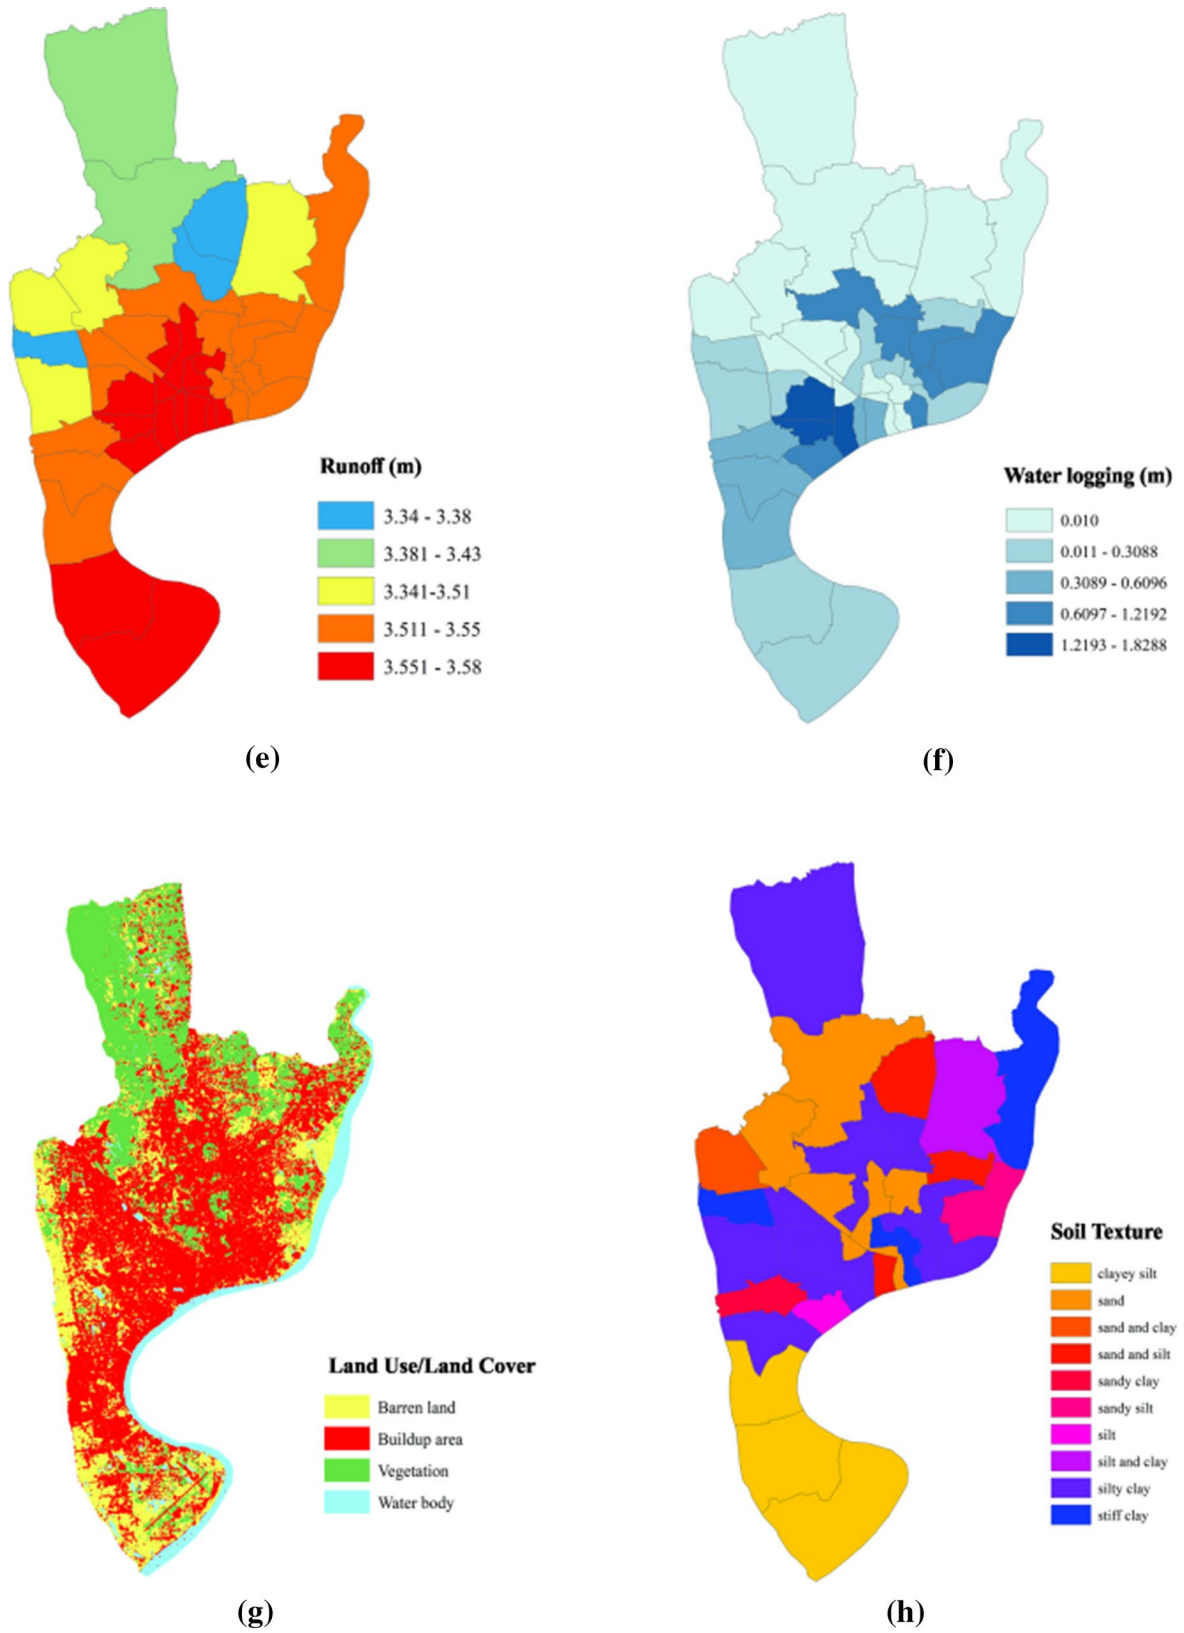 Runoff (m)
3.34 - 3.38
3.381 - 3.43
3.341-3.51
3.511 - 3.55
3.551 - 3.58
(e)
Water logging (m)
0.010
0.011 - 0.3088
0.3089 - 0.6096
0.6097 - 1.2192
1.2193 - 1.8288
(f)
Land Use/Land Cover
Barren land
Buildup area
Vegetation
Water body
(g)
Soil Texture
clayey silt
sand
sand and clay
sand and silt
sandy clay
sandy silt
silt
silt and clay
silty clay
stiff clay
(h)